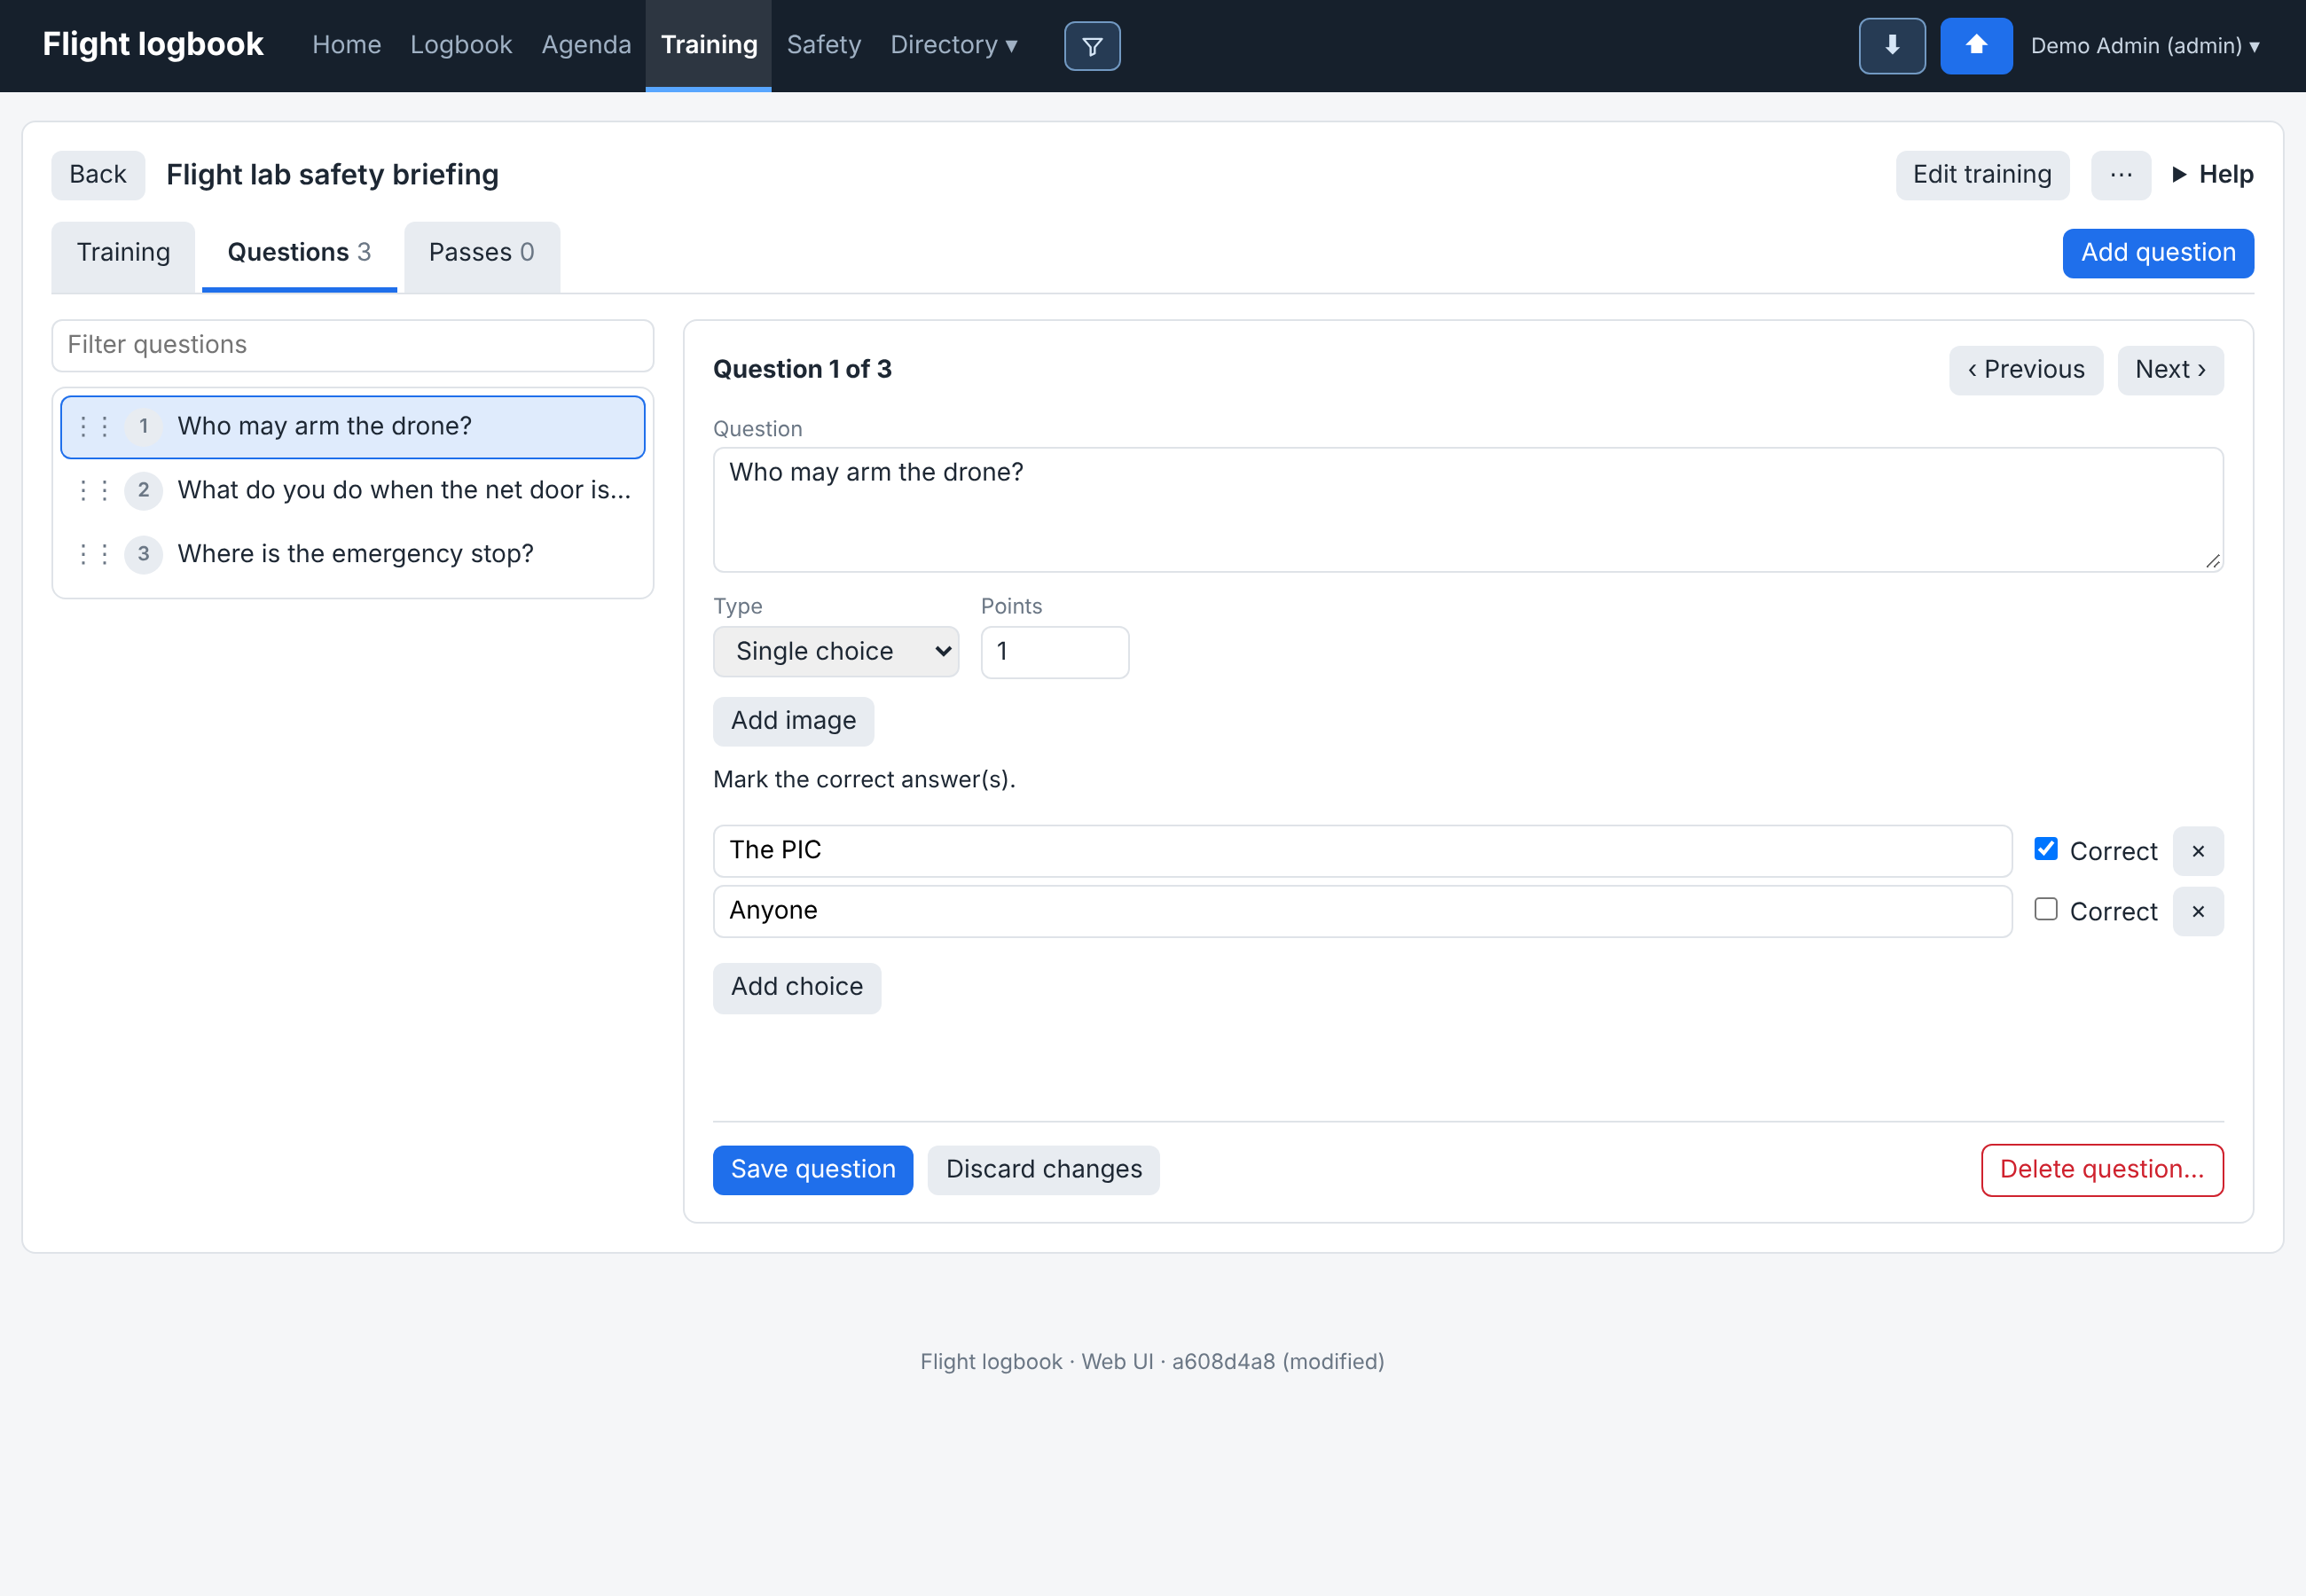 Flight logbook Home Logbook Agenda Training Safety Directory ▾ Demo Admin (admin) ▾
Back Flight lab safety briefing Edit training ··· ▶ Help
Training Questions 3 Passes 0 Add question
Filter questions
1 Who may arm the drone?
2 What do you do when the net door is...
3 Where is the emergency stop?
Question 1 of 3 ‹ Previous Next ›
Question
Who may arm the drone?
Type Points
Single choice 1
Add image
Mark the correct answer(s).
The PIC Correct ×
Anyone Correct ×
Add choice
Save question Discard changes Delete question...
Flight logbook · Web UI · a608d4a8 (modified)